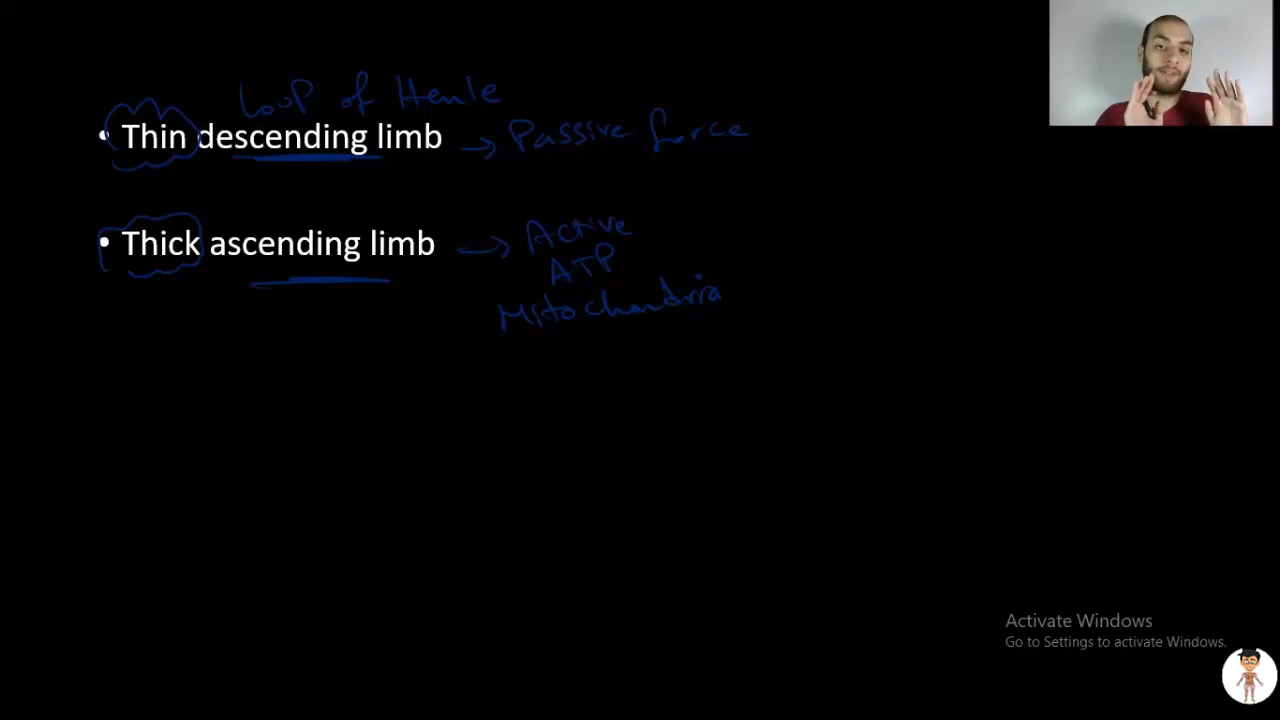 Loop of Henle
• Thin descending limb → Passive force
• Thick ascending limb → Active
ATP
Mitochondria
Activate Windows
Go to Settings to activate Windows.